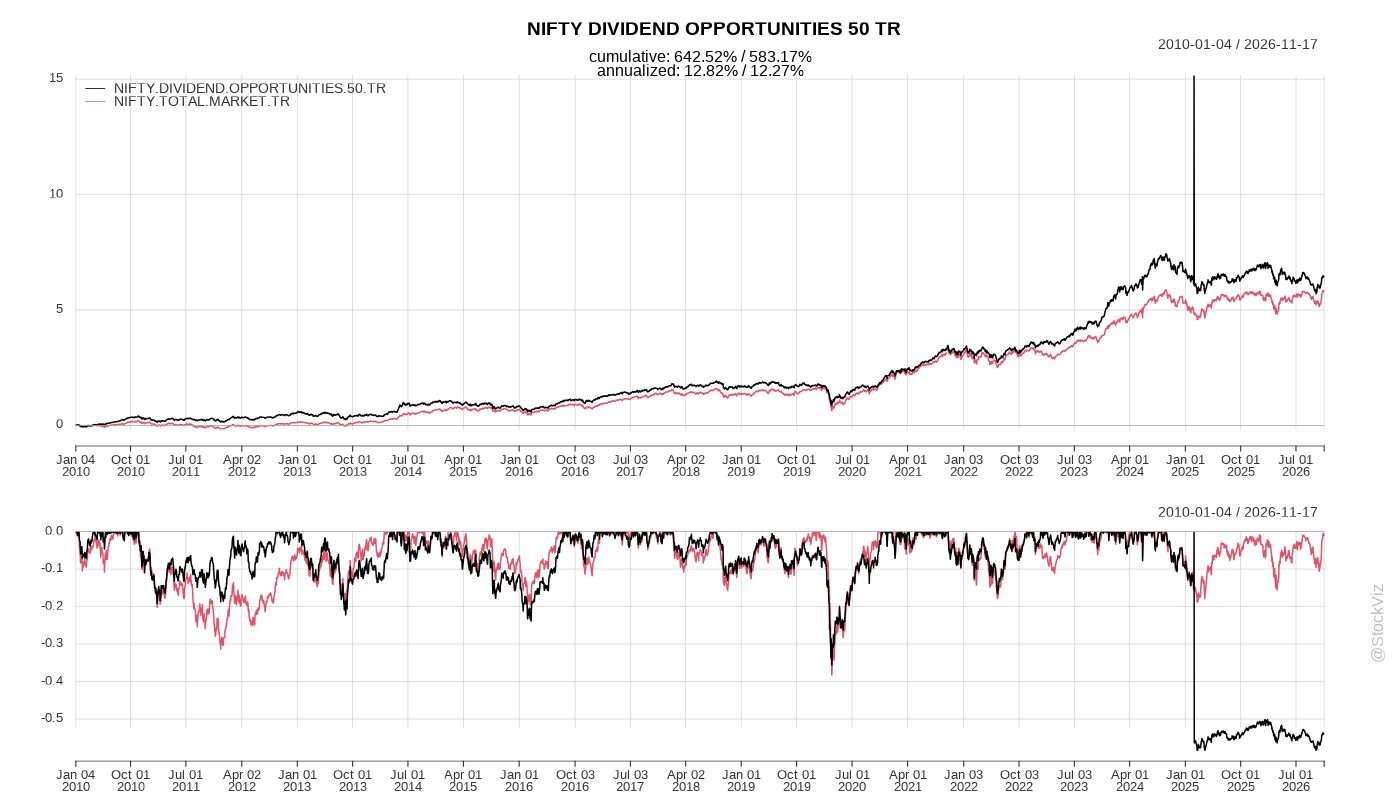 NIFTY DIVIDEND OPPORTUNITIES 50 TR
2010-01-04 / 2026-11-17
cumulative: 642.52% / 583.17%
annualized: 12.82% / 12.27%
NIFTY.DIVIDEND.OPPORTUNITIES.50.TR
NIFTY.TOTAL.MARKET.TR
15
10
5
0
Jan 04 Oct 01 Jul 01 Apr 02 Jan 01 Oct 01 Jul 01 Apr 01 Jan 01 Oct 03 Jul 03 Apr 02 Jan 01 Oct 01 Jul 01 Apr 01 Jan 03 Oct 03 Jul 03 Apr 01 Jan 01 Oct 01 Jul 01
2010 2010 2011 2012 2013 2013 2014 2015 2016 2016 2017 2018 2019 2019 2020 2021 2022 2022 2023 2024 2025 2025 2026
2010-01-04 / 2026-11-17
0.0
-0.1
-0.2
-0.3
-0.4
-0.5
Jan 04 Oct 01 Jul 01 Apr 02 Jan 01 Oct 01 Jul 01 Apr 01 Jan 01 Oct 03 Jul 03 Apr 02 Jan 01 Oct 01 Jul 01 Apr 01 Jan 03 Oct 03 Jul 03 Apr 01 Jan 01 Oct 01 Jul 01
2010 2010 2011 2012 2013 2013 2014 2015 2016 2016 2017 2018 2019 2019 2020 2021 2022 2022 2023 2024 2025 2025 2026
@StockViz